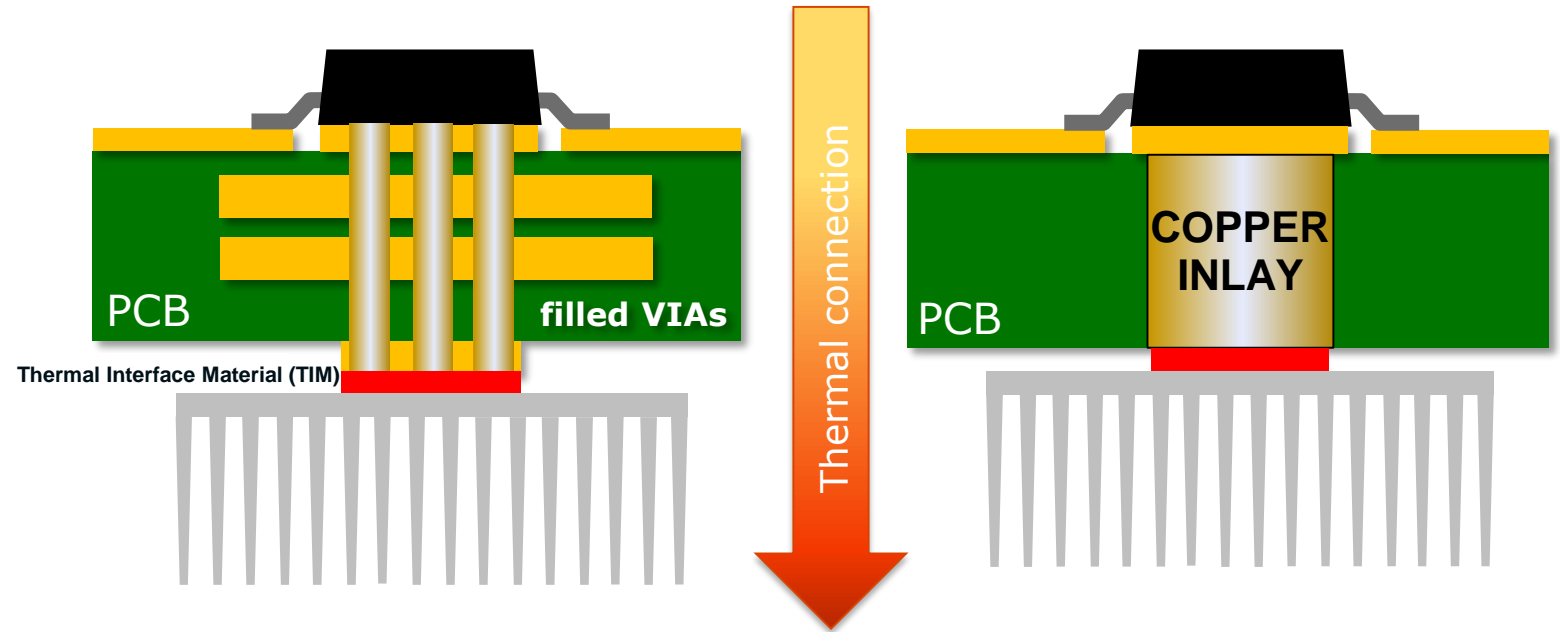 PCB
filled VIAs
Thermal Interface Material (TIM)
Thermal connection
COPPER
INLAY
PCB